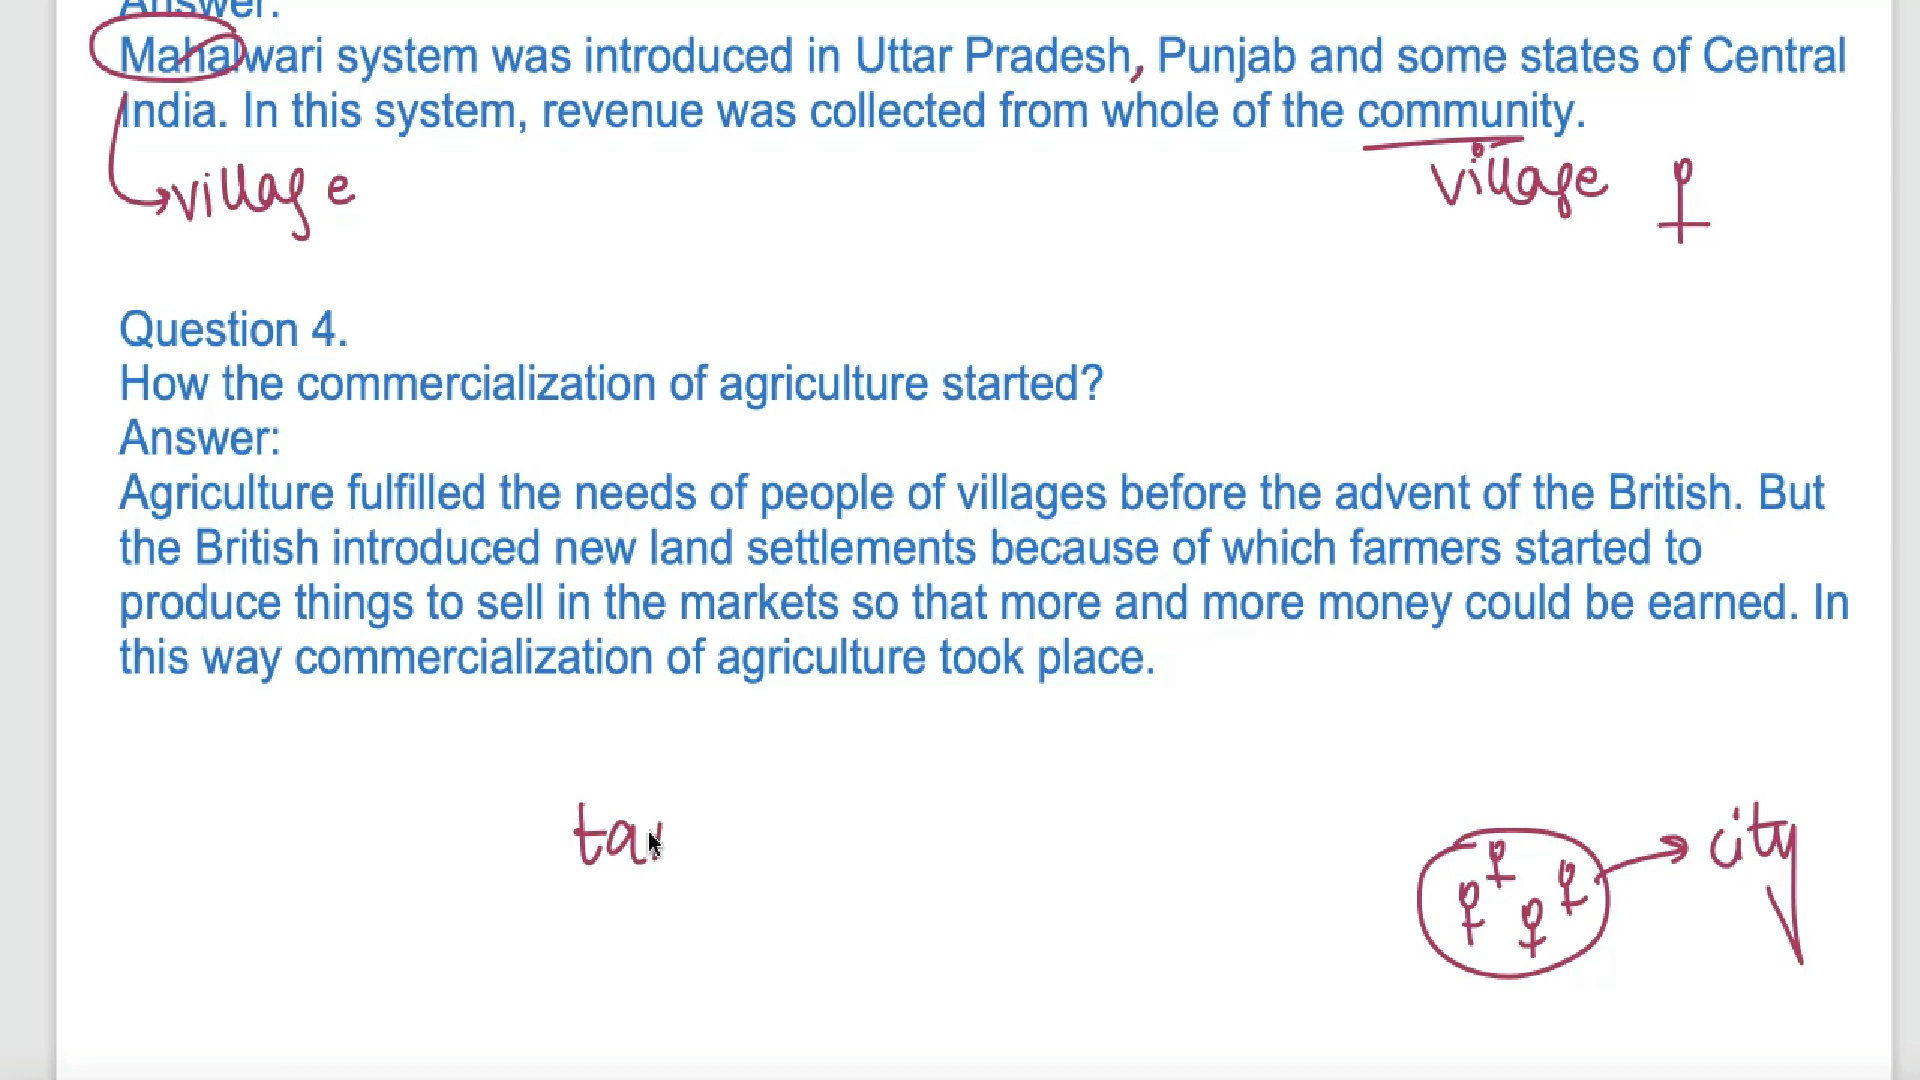 Answer:
Mahalwari system was introduced in Uttar Pradesh, Punjab and some states of Central
India. In this system, revenue was collected from whole of the community.
village
village
Question 4.
How the commercialization of agriculture started?
Answer:
Agriculture fulfilled the needs of people of villages before the advent of the British. But
the British introduced new land settlements because of which farmers started to
produce things to sell in the markets so that more and more money could be earned. In
this way commercialization of agriculture took place.
city